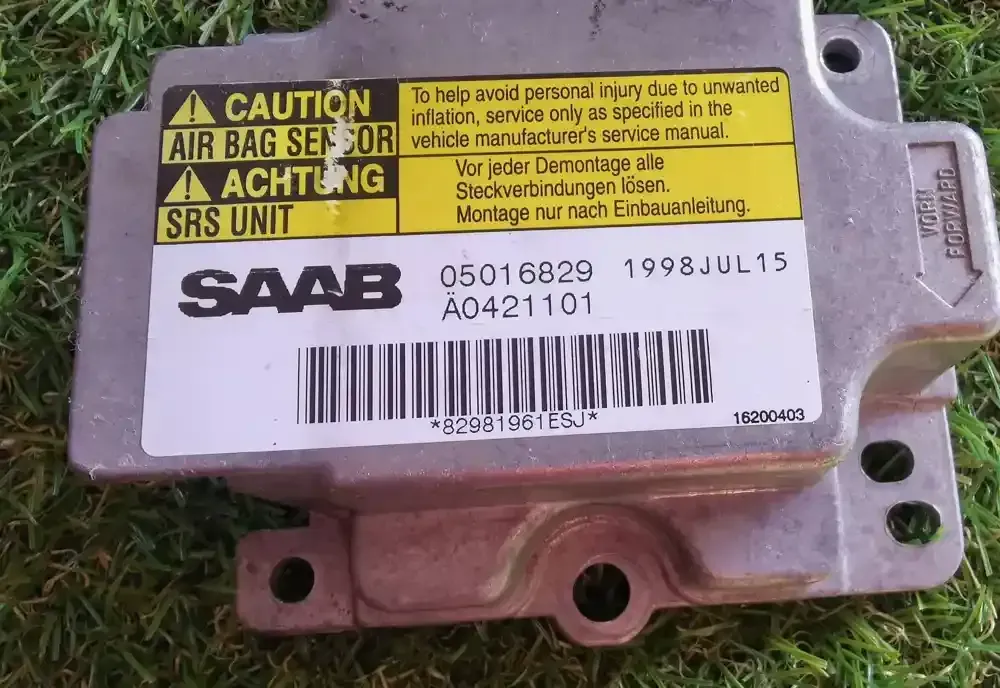 CAUTION
AIR BAG SENSOR
ACHTUNG
SRS UNIT
To help avoid personal injury due to unwanted
inflation, service only as specified in the
vehicle manufacturer's service manual.
Vor jeder Demontage alle
Steckverbindungen lösen.
Montage nur nach Einbauanleitung.
SAAB
05016829 1998JUL15
Ä0421101
*82981961ESJ*
16200403
VORN
FORWARD